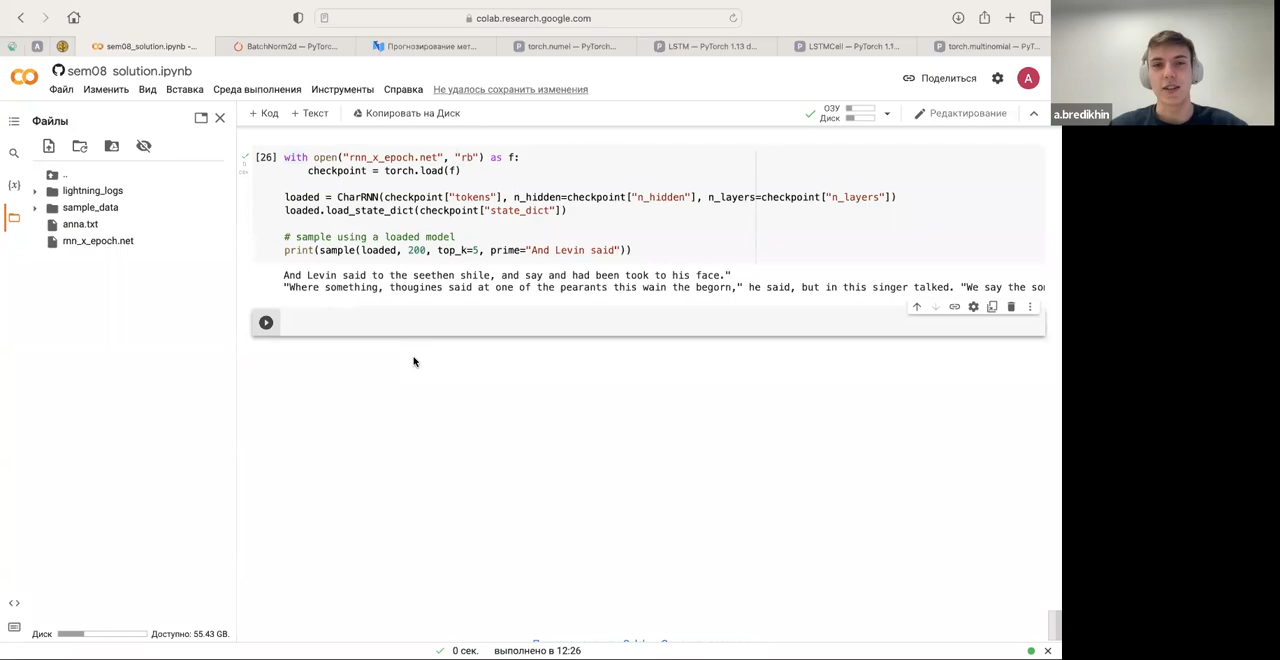 colab.research.google.com
sem08_solution.ipynb -...
BatchNorm2d — PyTorc...
Прогнозирование мет...
torch.numel — PyTorch...
LSTM — PyTorch 1.13 d...
LSTMCell — PyTorch 1.1...
torch.multinomial — PyT...
sem08_solution.ipynb
Файл Изменить Вид Вставка Среда выполнения Инструменты Справка Не удалось сохранить изменения
Поделиться
A
a.bredikhin
Файлы
+ Код + Текст Копировать на Диск
ОЗУ
Диск
Редактирование
..
lightning_logs
sample_data
anna.txt
rnn_x_epoch.net
[26] with open("rnn_x_epoch.net", "rb") as f:
checkpoint = torch.load(f)
loaded = CharRNN(checkpoint["tokens"], n_hidden=checkpoint["n_hidden"], n_layers=checkpoint["n_layers"])
loaded.load_state_dict(checkpoint["state_dict"])
# sample using a loaded model
print(sample(loaded, 200, top_k=5, prime="And Levin said"))
And Levin said to the seethen shile, and say and had been took to his face."
"Where something, thougines said at one of the pearants this wain the begorn," he said, but in this singer talked. "We say the so
Диск Доступно: 55.43 GB.
0 сек. выполнено в 12:26